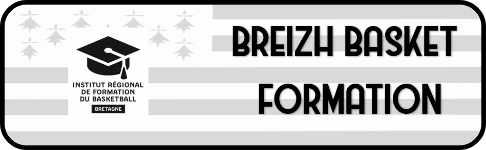 INSTITUT RÉGIONAL
DE FORMATION
DU BASKETBALL
BRETAGNE
BREIZH BASKET
FORMATION